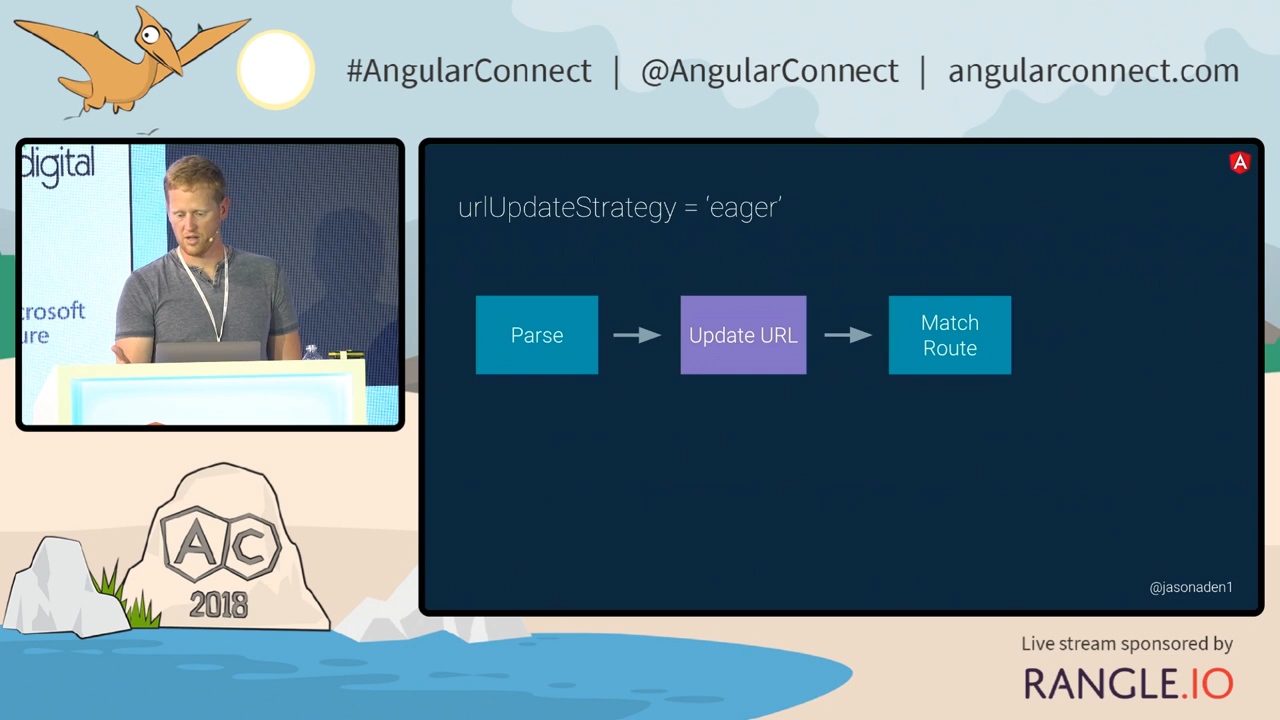 #AngularConnect | @AngularConnect | angularconnect.com
digital
crosoft
ure
urlUpdateStrategy = ‘eager’
Parse
Update URL
Match
Route
@jasonaden1
A
AC
2018
Live stream sponsored by
RANGLE.IO